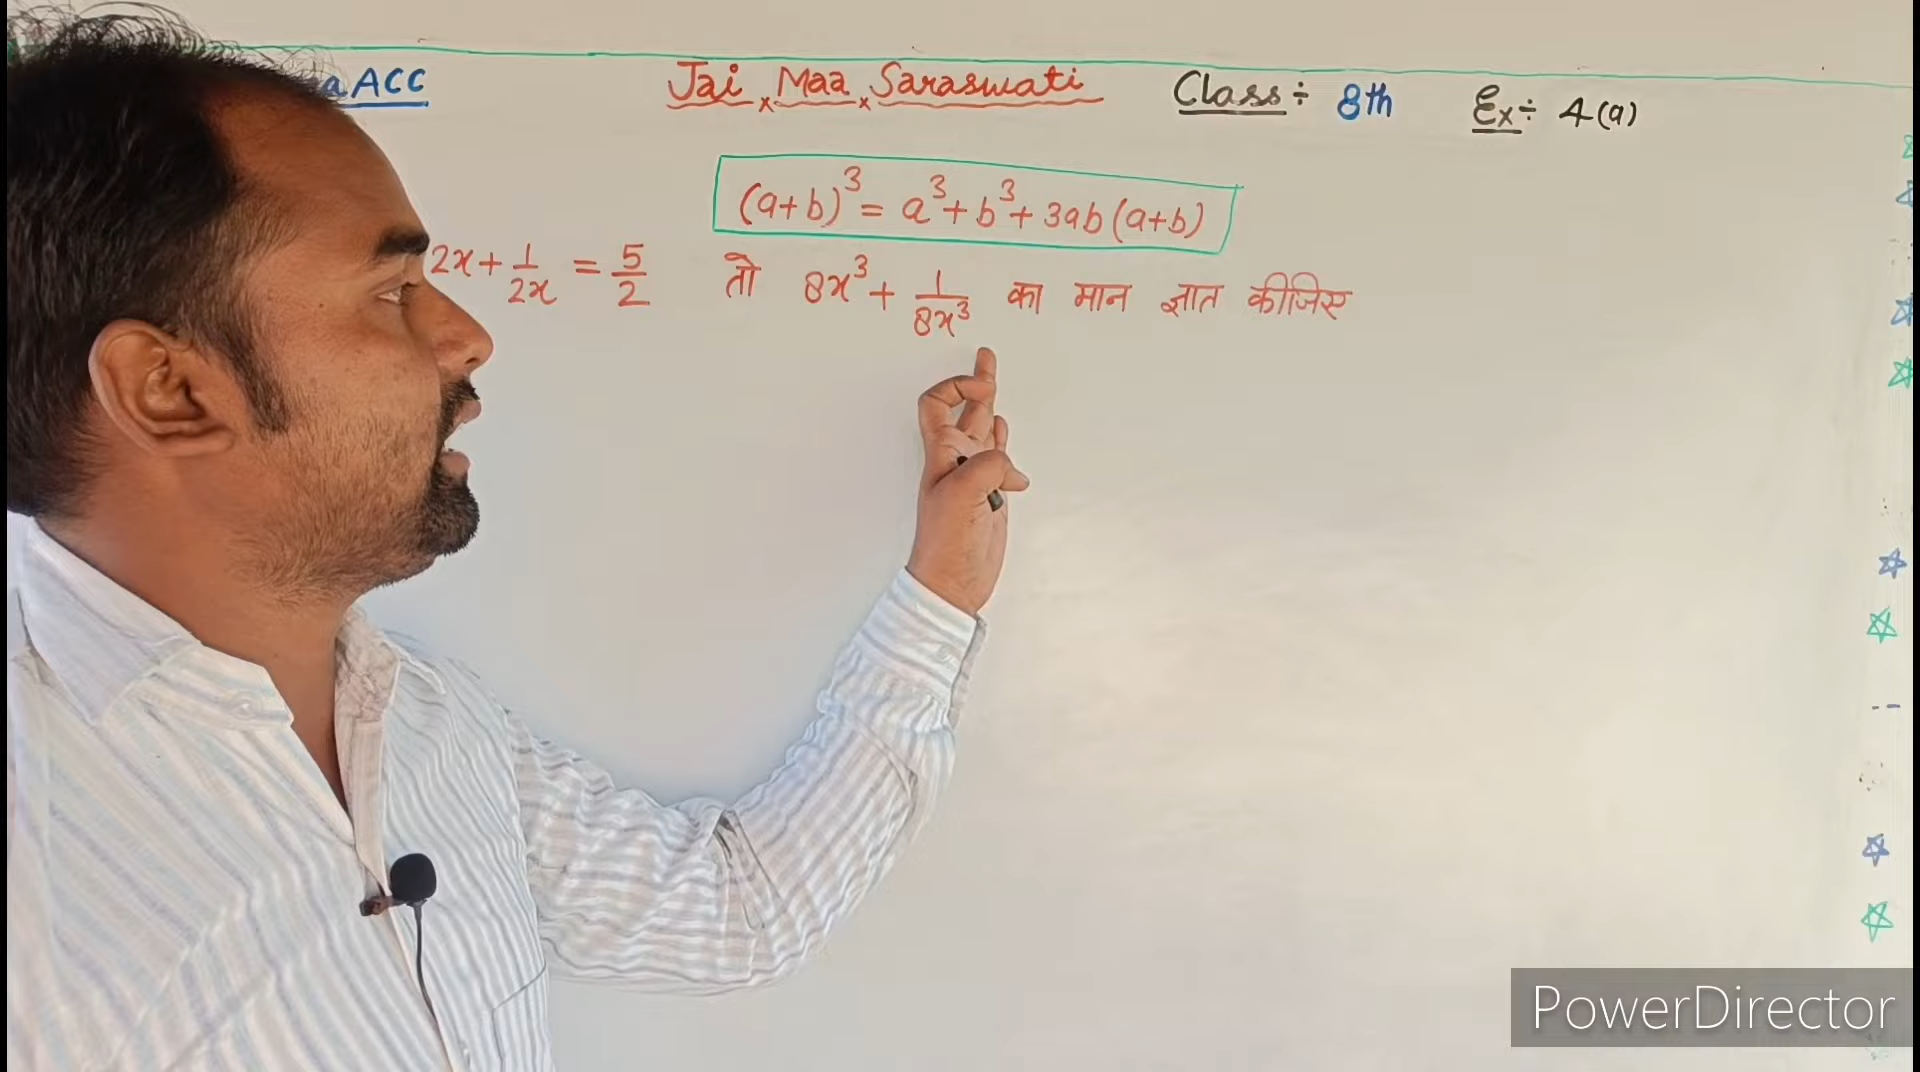 ACC Jai Maa Saraswati Class ÷ 8th Ex ÷ 4(a)
(a+b)³ = a³+b³+3ab(a+b)
2x + 1/2x = 5/2 तो 8x³ + 1/8x³ का मान ज्ञात कीजिए
PowerDirector